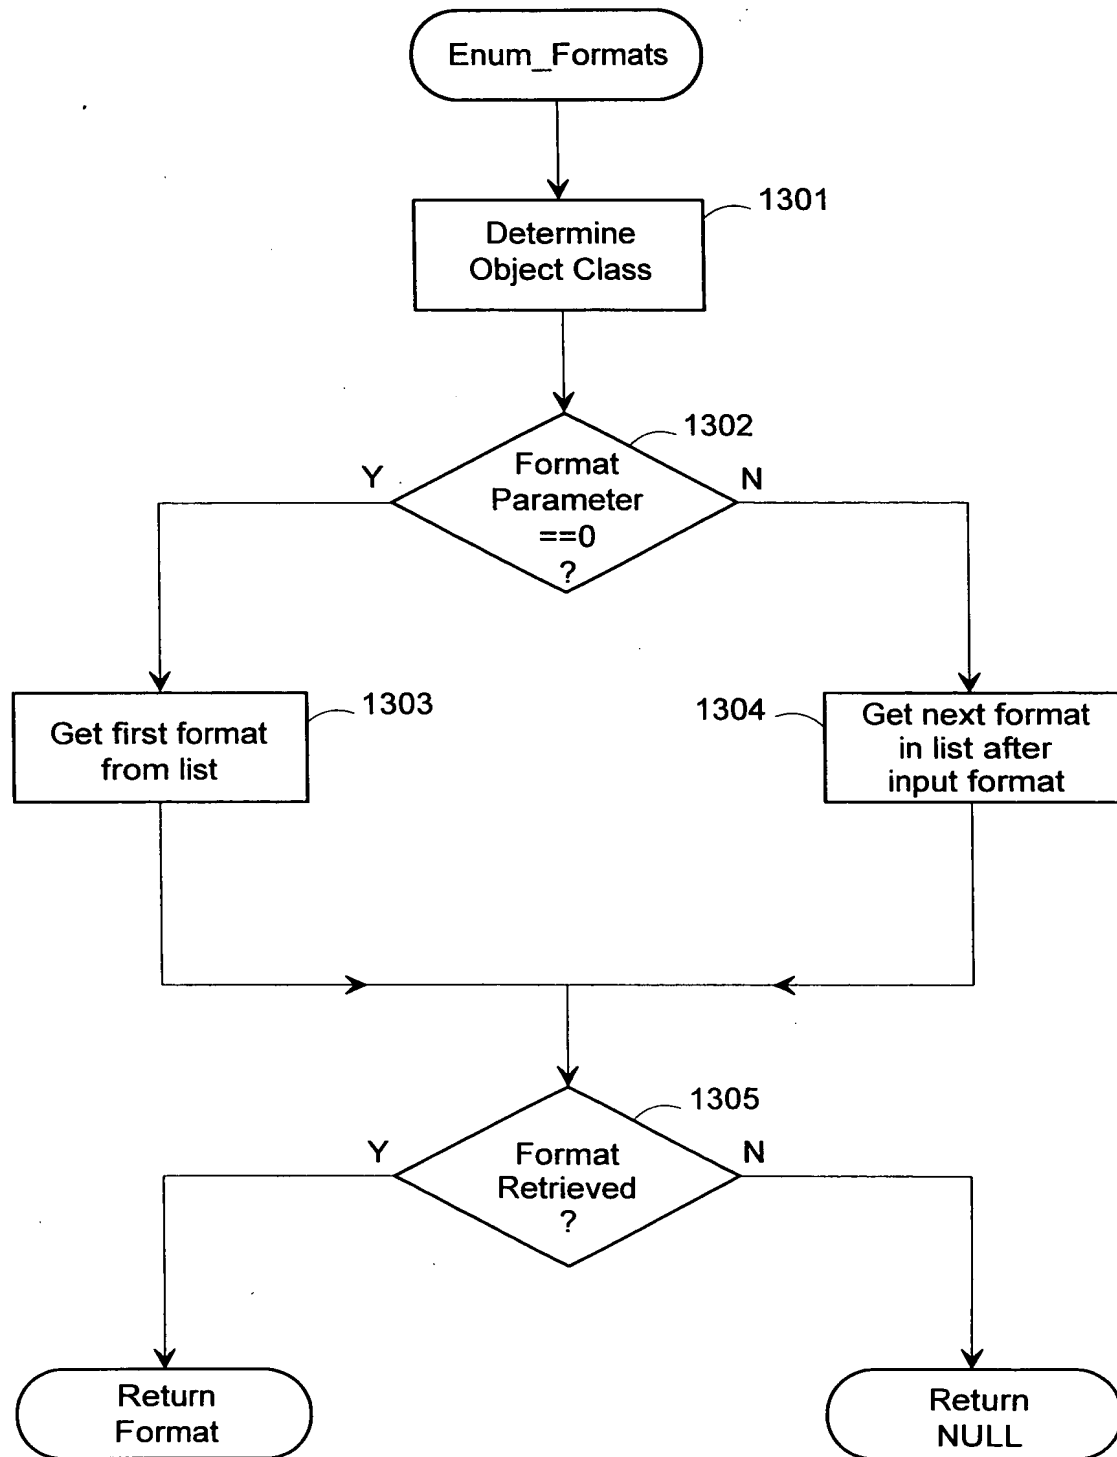 Enum_Formats
1301
Determine
Object Class
1302
Y
Format
Parameter
==0
?
N
1303
Get first format
from list
1304
Get next format
in list after
input format
1305
Y
Format
Retrieved
?
N
Return
Format
Return
NULL